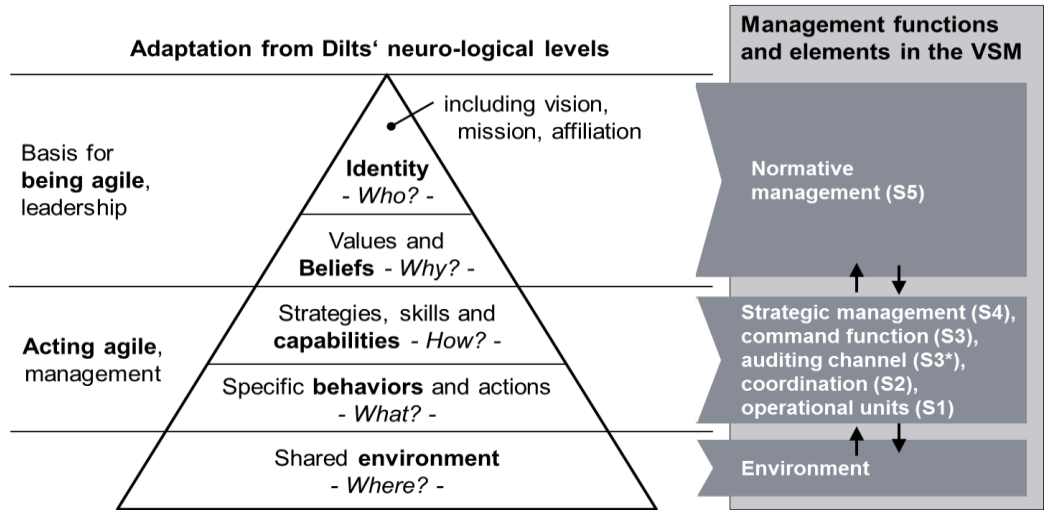 Adaptation from Dilts‘ neuro-logical levels
Management functions
and elements in the VSM
including vision,
mission, affiliation
Basis for
being agile,
leadership
Identity
- Who? -
Values and
Beliefs - Why? -
Normative
management (S5)
Acting agile,
management
Strategies, skills and
capabilities - How? -
Specific behaviors and actions
- What? -
Strategic management (S4),
command function (S3),
auditing channel (S3*),
coordination (S2),
operational units (S1)
Shared environment
- Where? -
Environment